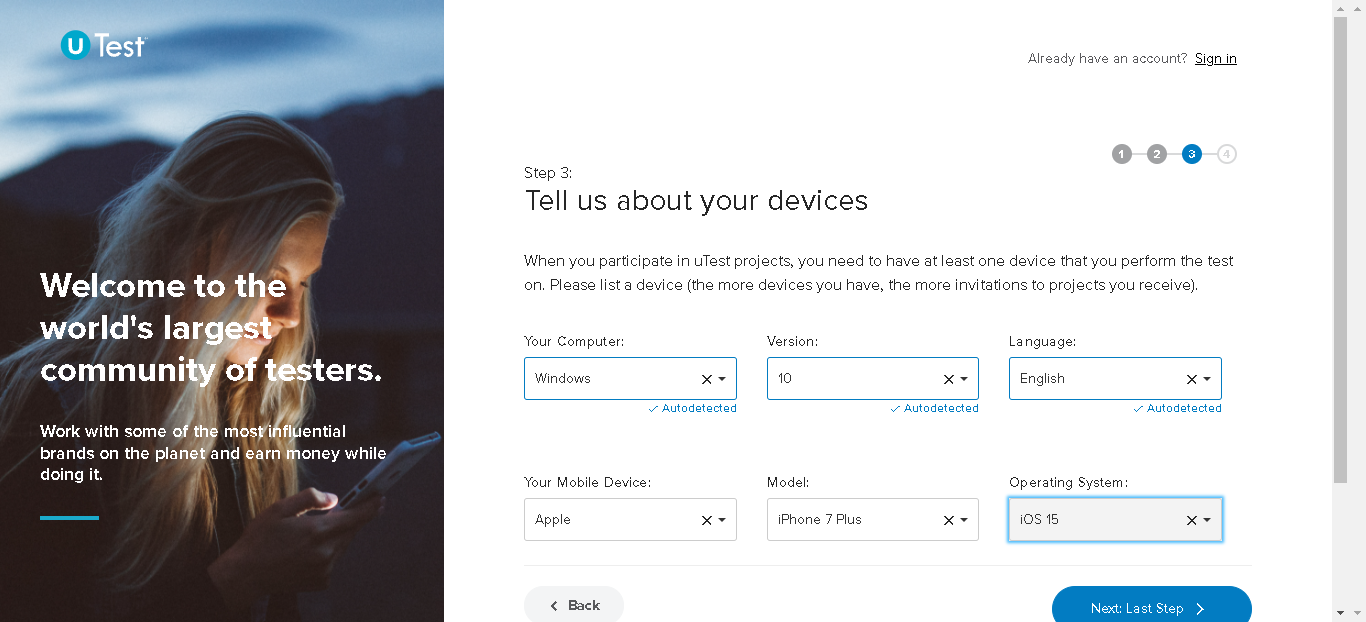 U Test
Already have an account? Sign in
1 2 3 4
Step 3:
Tell us about your devices
When you participate in uTest projects, you need to have at least one device that you perform the test
on. Please list a device (the more devices you have, the more invitations to projects you receive).
Welcome to the
world's largest
community of testers.
Work with some of the most influential
brands on the planet and earn money while
doing it.
Your Computer: Version: Language:
Windows 10 English
Autodetected Autodetected Autodetected
Your Mobile Device: Model: Operating System:
Apple iPhone 7 Plus iOS 15
Back Next: Last Step